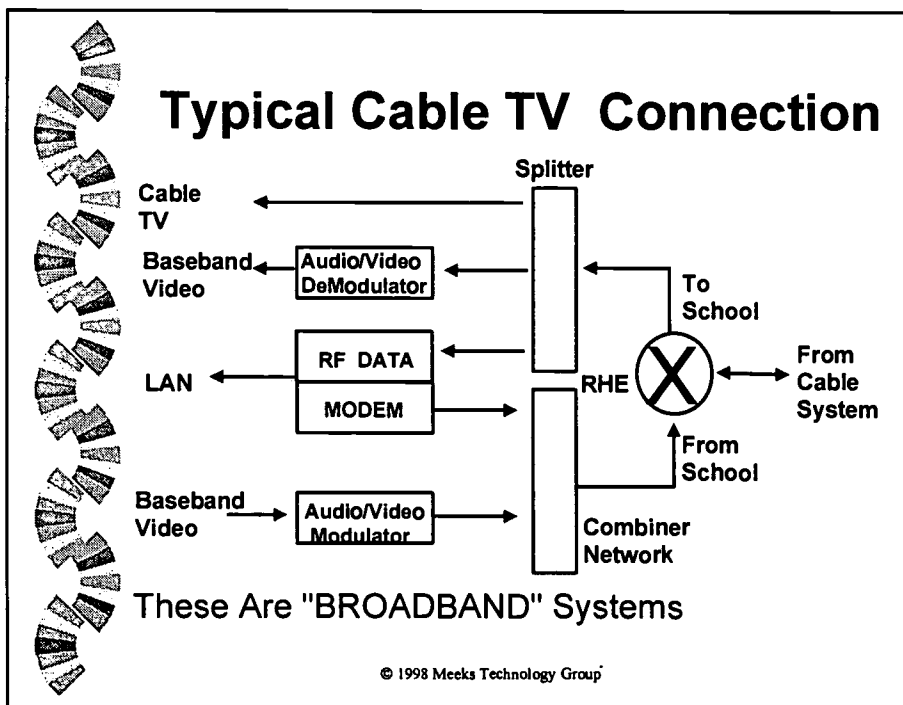 Typical Cable TV Connection
Splitter
Cable
TV
Baseband
Video
Audio/Video
DeModulator
To
School
RF DATA
LAN
MODEM
RHE
X
From
Cable
System
From
School
Baseband
Video
Audio/Video
Modulator
Combiner
Network
These Are "BROADBAND" Systems
© 1998 Meeks Technology Group